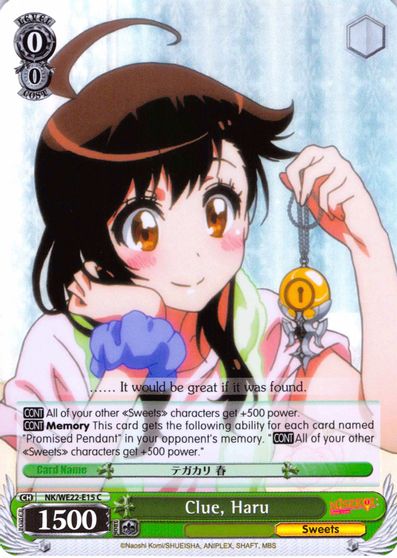 LEVEL
0
0
COST
...... It would be great if it was found.
CONT All of your other «Sweets» characters get +500 power.
CONT Memory This card gets the following ability for each card named
"Promised Pendant" in your opponent's memory. "CONT All of your
other «Sweets» characters get +500 power."
Card Name
テガカリ 春
CH NK/WE22-E15 C
POWER
1500
SOUL
Clue, Haru
Sweets
©Naoshi Komi/SHUEISHA, ANIPLEX, SHAFT, MBS